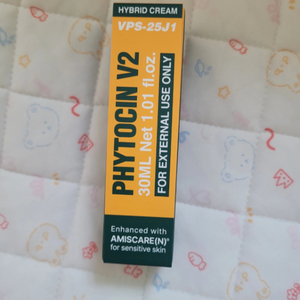 HYBRID CREAM
VPS-25J1
PHYTOCIN V2
30ML Net 1.01 fl.oz.
FOR EXTERNAL USE ONLY
Enhanced with
AMISCARE(N)®
for sensitive skin